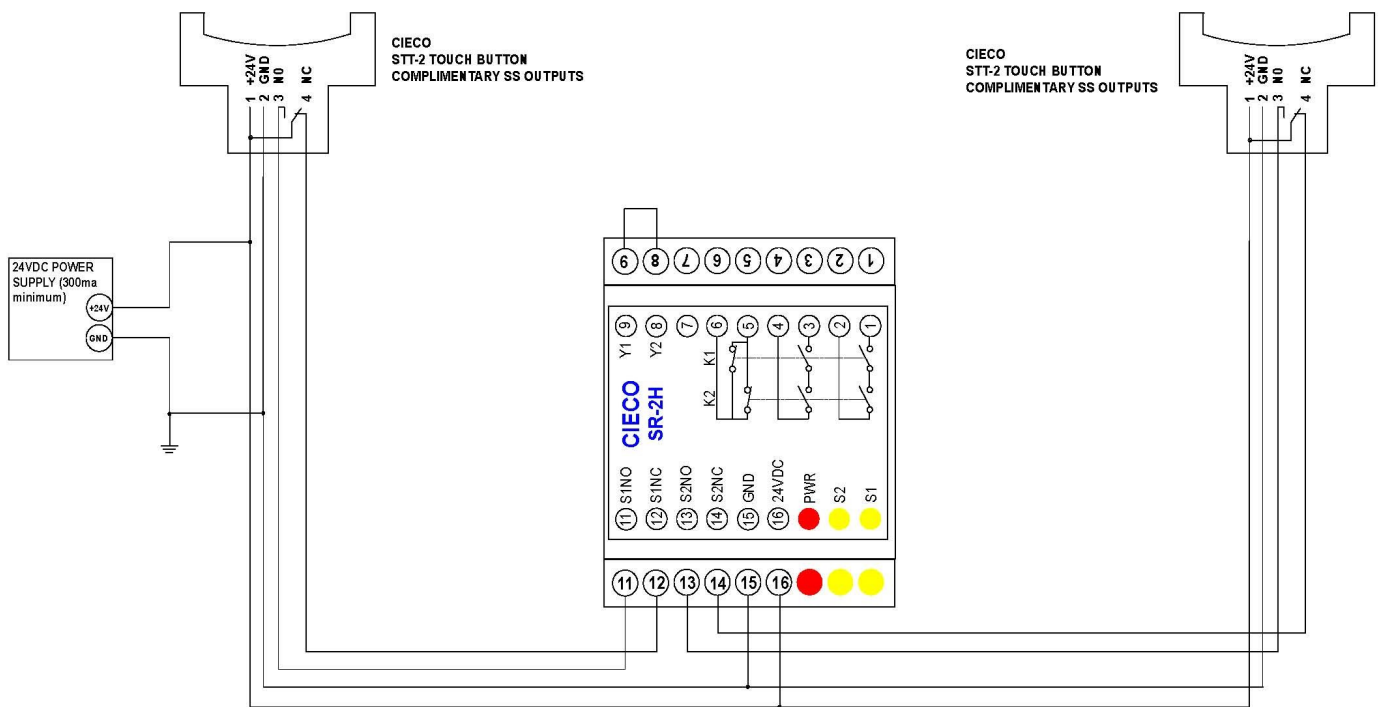 CIECO
STT-2 TOUCH BUTTON
COMPLIMENTARY SS OUTPUTS
1 +24V
2 GND
3 NO
4 NC
CIECO
STT-2 TOUCH BUTTON
COMPLIMENTARY SS OUTPUTS
1 +24V
2 GND
3 NO
4 NC
24VDC POWER
SUPPLY (300ma
minimum)
+24V
GND
9 8 7 6 5 4 3 2 1
9 8 7 6 5 4 3 2 1
Y1
Y2
K1
K2
CIECO
SR-2H
S1NO
S1NC
S2NO
S2NC
GND
24VDC
PWR
S2
S1
11 12 13 14 15 16
11 12 13 14 15 16